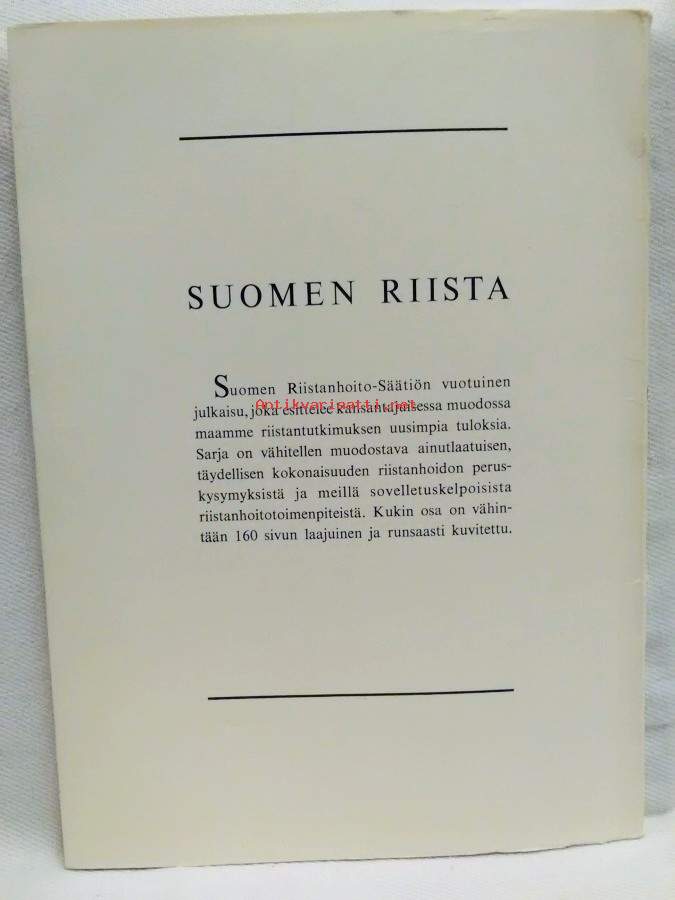 SUOMEN RIISTA
Suomen Riistanhoito-Säätiön vuotuinen
julkaisu, joka esittelee kansantajuisessa muodossa
Antikvariaatti.net
maamme riistantutkimuksen uusimpia tuloksia.
Sarja on vähitellen muodostava ainutlaatuisen,
täydellisen kokonaisuuden riistanhoidon perus-
kysymyksistä ja meillä sovelletuskelpoisista
riistanhoitotoimenpiteistä. Kukin osa on vähin-
tään 160 sivun laajuinen ja runsaasti kuvitettu.